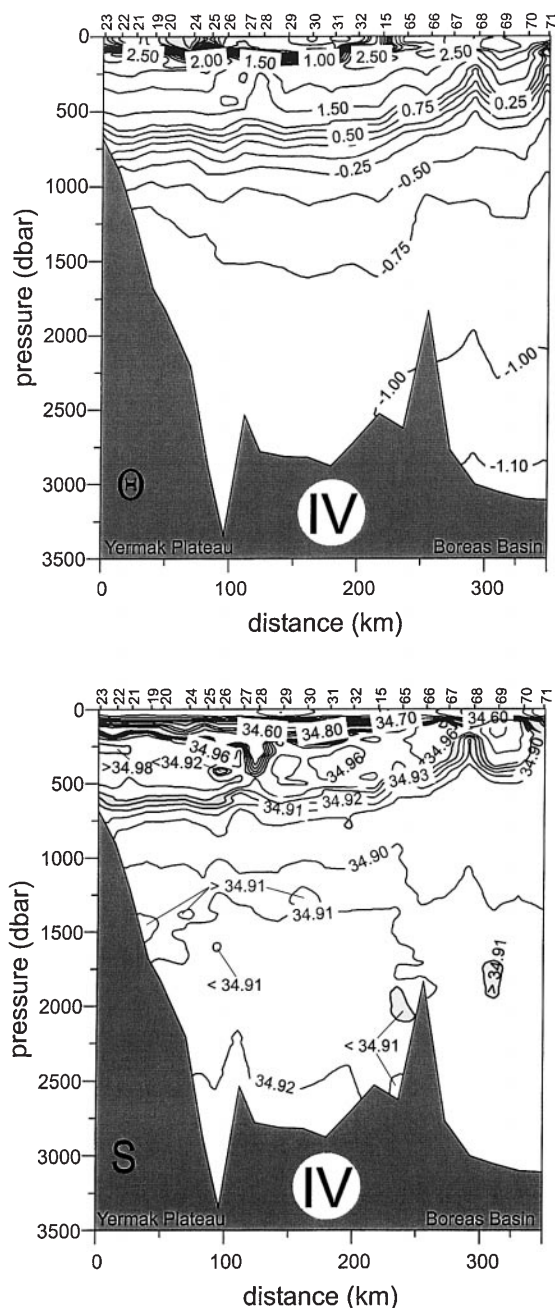 23 22 21 19 20 24 25 26 27 28 29 30 31 32 15 65 66 67 68 69 70 71
0
2.50 2.00 1.50 1.00 2.50 2.50
500
1.50 0.75 0.25
0.50
-0.25 -0.50
1000
-0.75
1500
pressure (dbar)
2000
-1.00 -1.00
2500
Θ
-1.10
3000
IV
3500
Yermak Plateau Boreas Basin
0 100 200 300
distance (km)
23 22 21 19 20 24 25 26 27 28 29 30 31 32 15 65 66 67 68 69 70 71
0
34.60 34.80 34.70 34.60
34.96 34.96 34.96 34.90
>34.98 <34.92
500
34.93
34.91 34.92
1000
34.90
> 34.91
34.91
1500
pressure (dbar)
< 34.91
> 34.91
2000
< 34.91
34.92
2500
S
3000
IV
3500
Yermak Plateau Boreas Basin
0 100 200 300
distance (km)